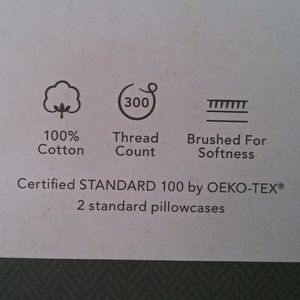 300
100% Cotton
Thread Count
Brushed For Softness
Certified STANDARD 100 by OEKO-TEX®
2 standard pillowcases